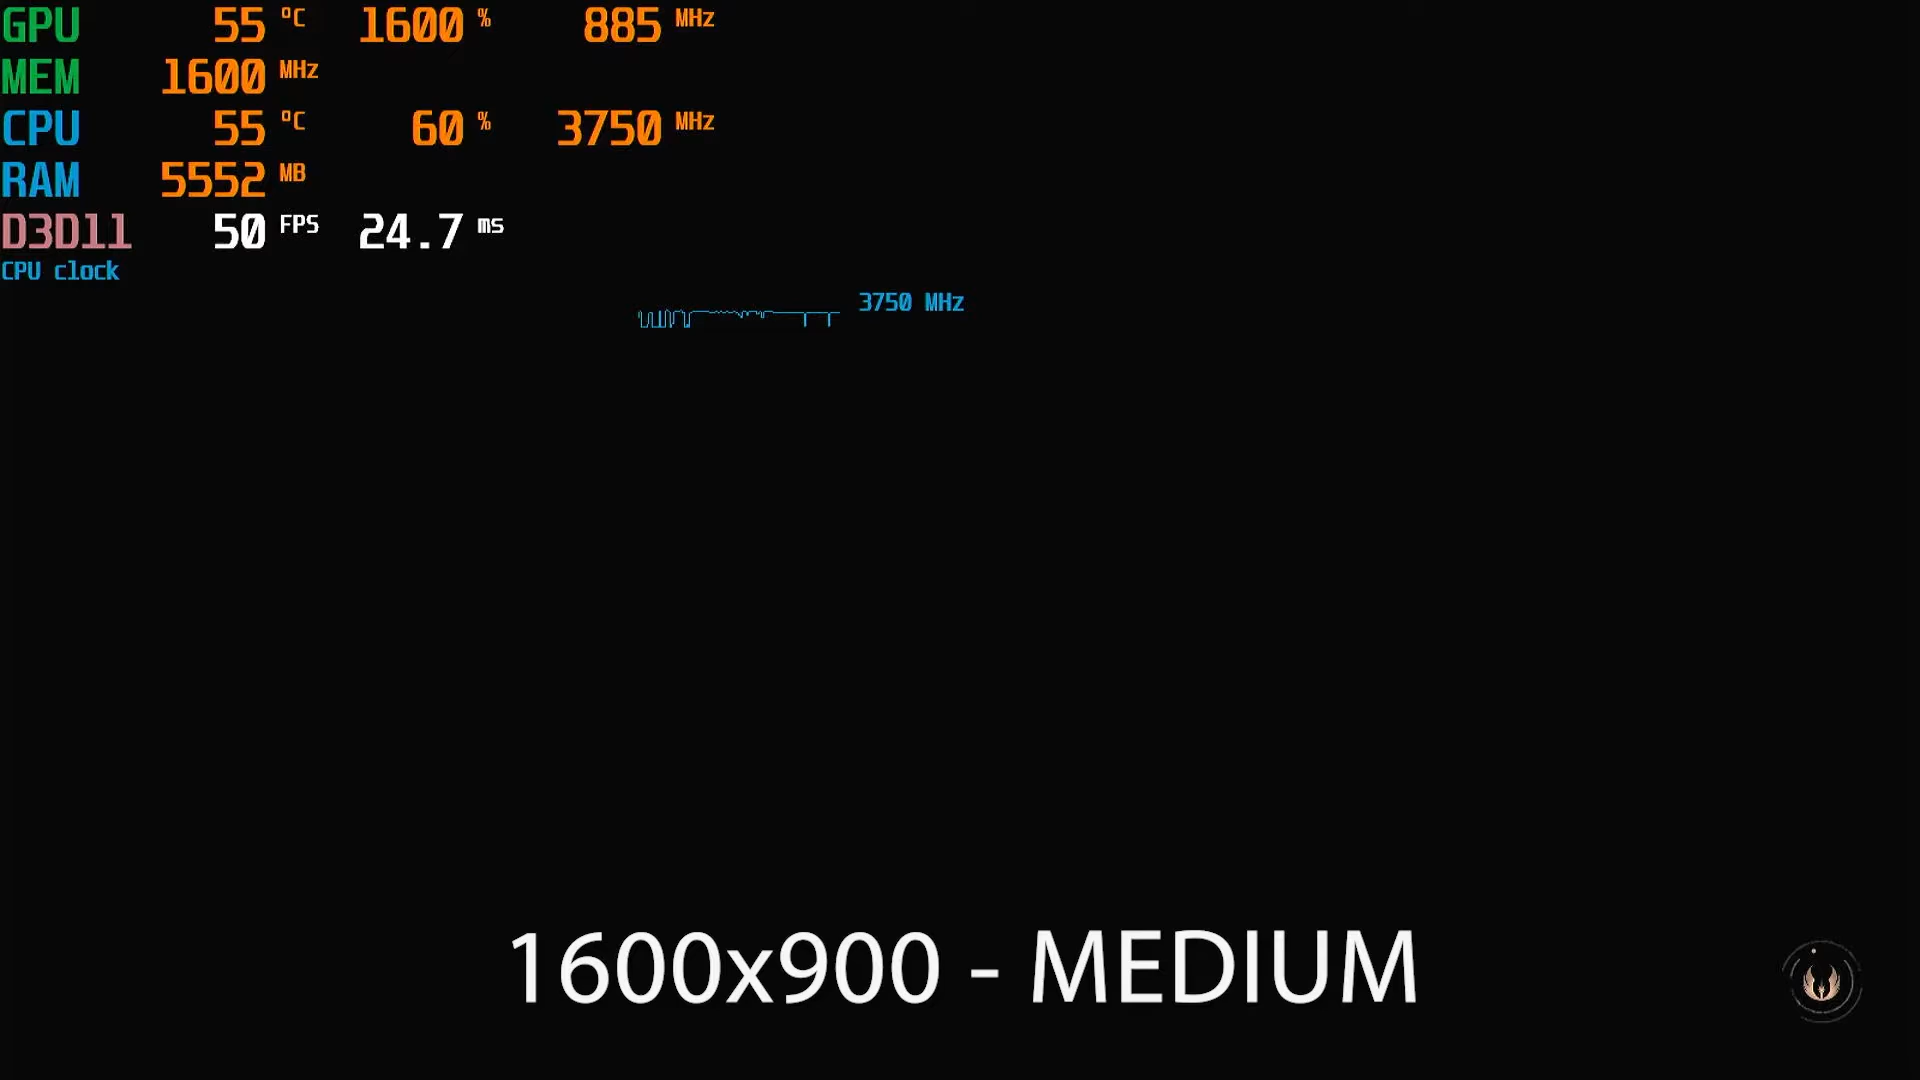 GPU 55 °C 1600 % 885 MHz
MEM 1600 MHz
CPU 55 °C 60 % 3750 MHz
RAM 5552 MB
D3D11 50 FPS 24.7 ms
CPU clock
3750 MHz
1600x900 - MEDIUM